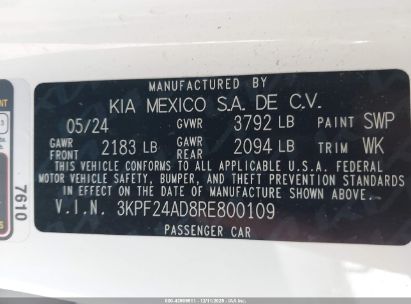 MANUFACTURED BY
KIA MEXICO S.A. DE C.V.
05/24 GVWR 3792 LB PAINT SWP
GAWR FRONT 2183 LB GAWR REAR 2094 LB TRIM WK
THIS VEHICLE CONFORMS TO ALL APPLICABLE U.S.A. FEDERAL
MOTOR VEHICLE SAFETY, BUMPER, AND THEFT PREVENTION STANDARDS
IN EFFECT ON THE DATE OF MANUFACTURE SHOWN ABOVE.
V.I.N. 3KPF24AD8RE800109
PASSENGER CAR
7610